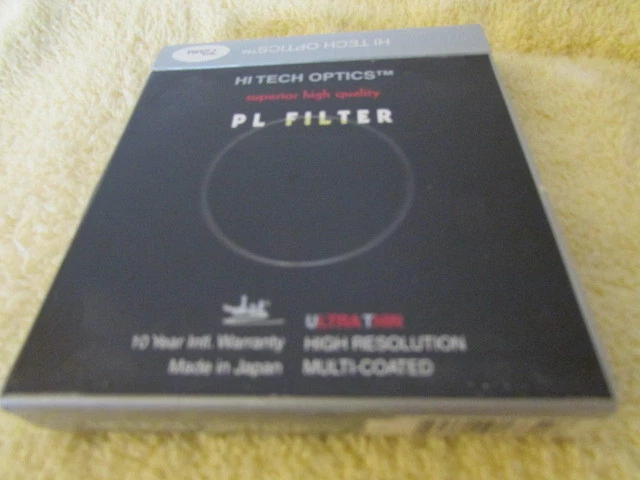 HI TECH OPTICS™
HI TECH OPTICS™
superior high quality
PL FILTER
ULTRA THIN
10 Year Intl. Warranty
HIGH RESOLUTION
Made in Japan
MULTI-COATED